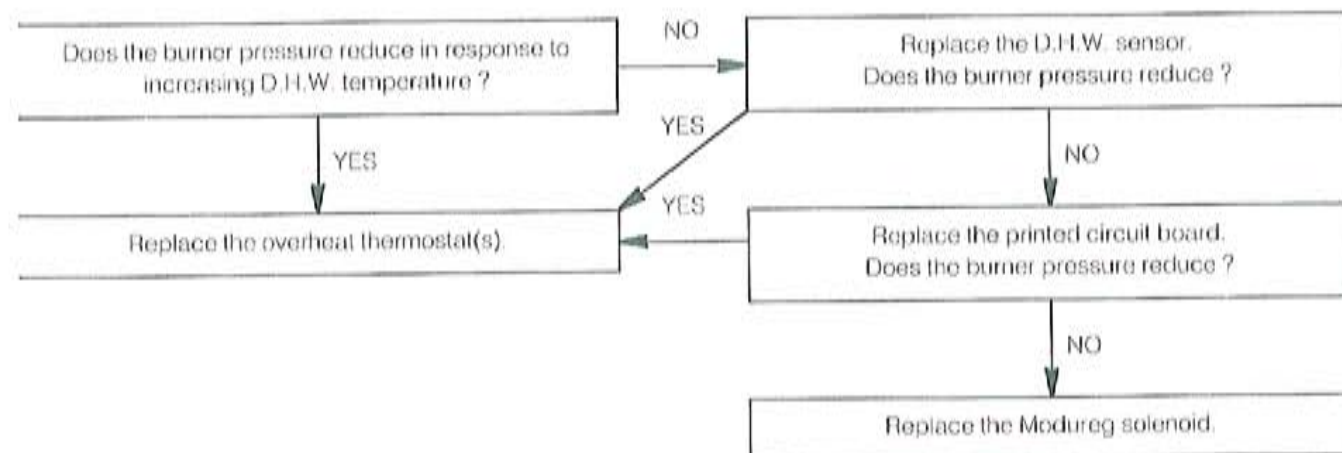 Does the burner pressure reduce in response to
increasing D.H.W. temperature ?
NO
Replace the D.H.W. sensor.
Does the burner pressure reduce ?
YES
YES
NO
Replace the overheat thermostat(s).
YES
Replace the printed circuit board.
Does the burner pressure reduce ?
NO
Replace the Modureg solenoid.